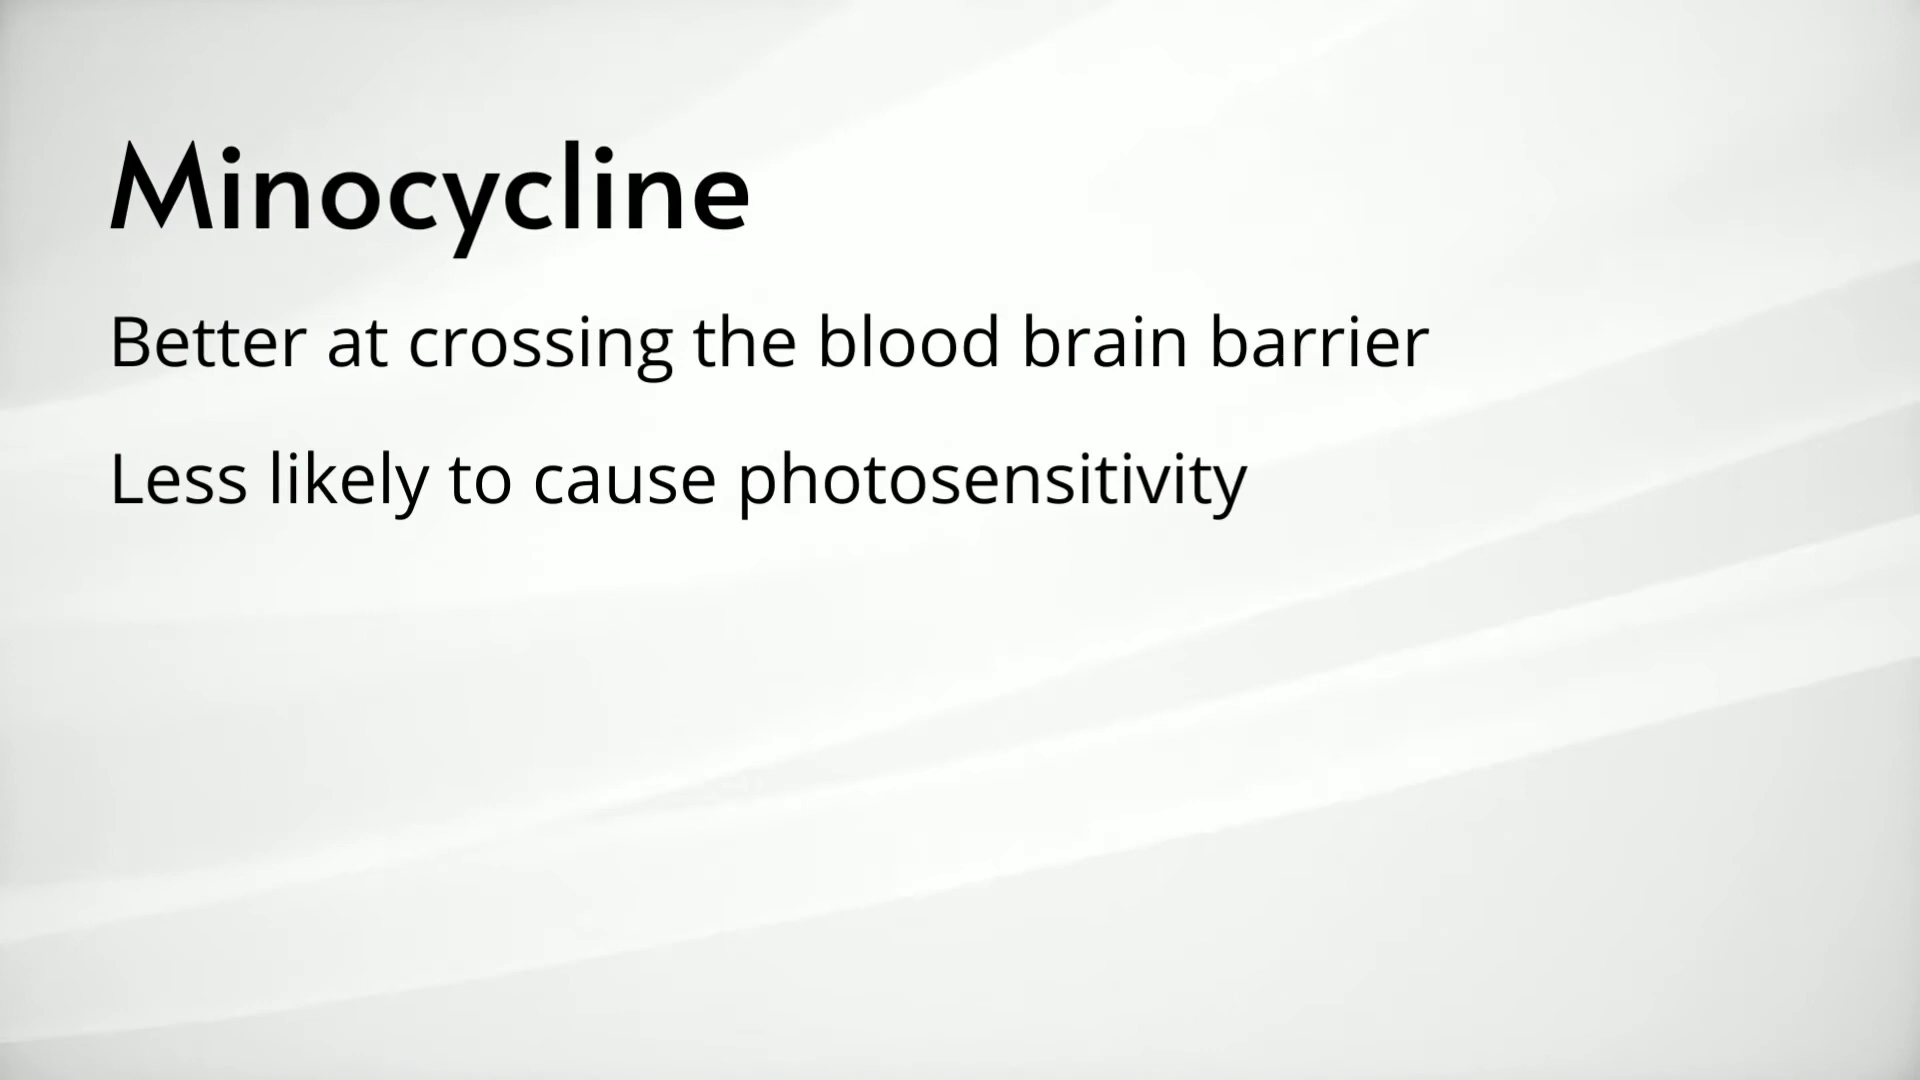 Minocycline
Better at crossing the blood brain barrier
Less likely to cause photosensitivity